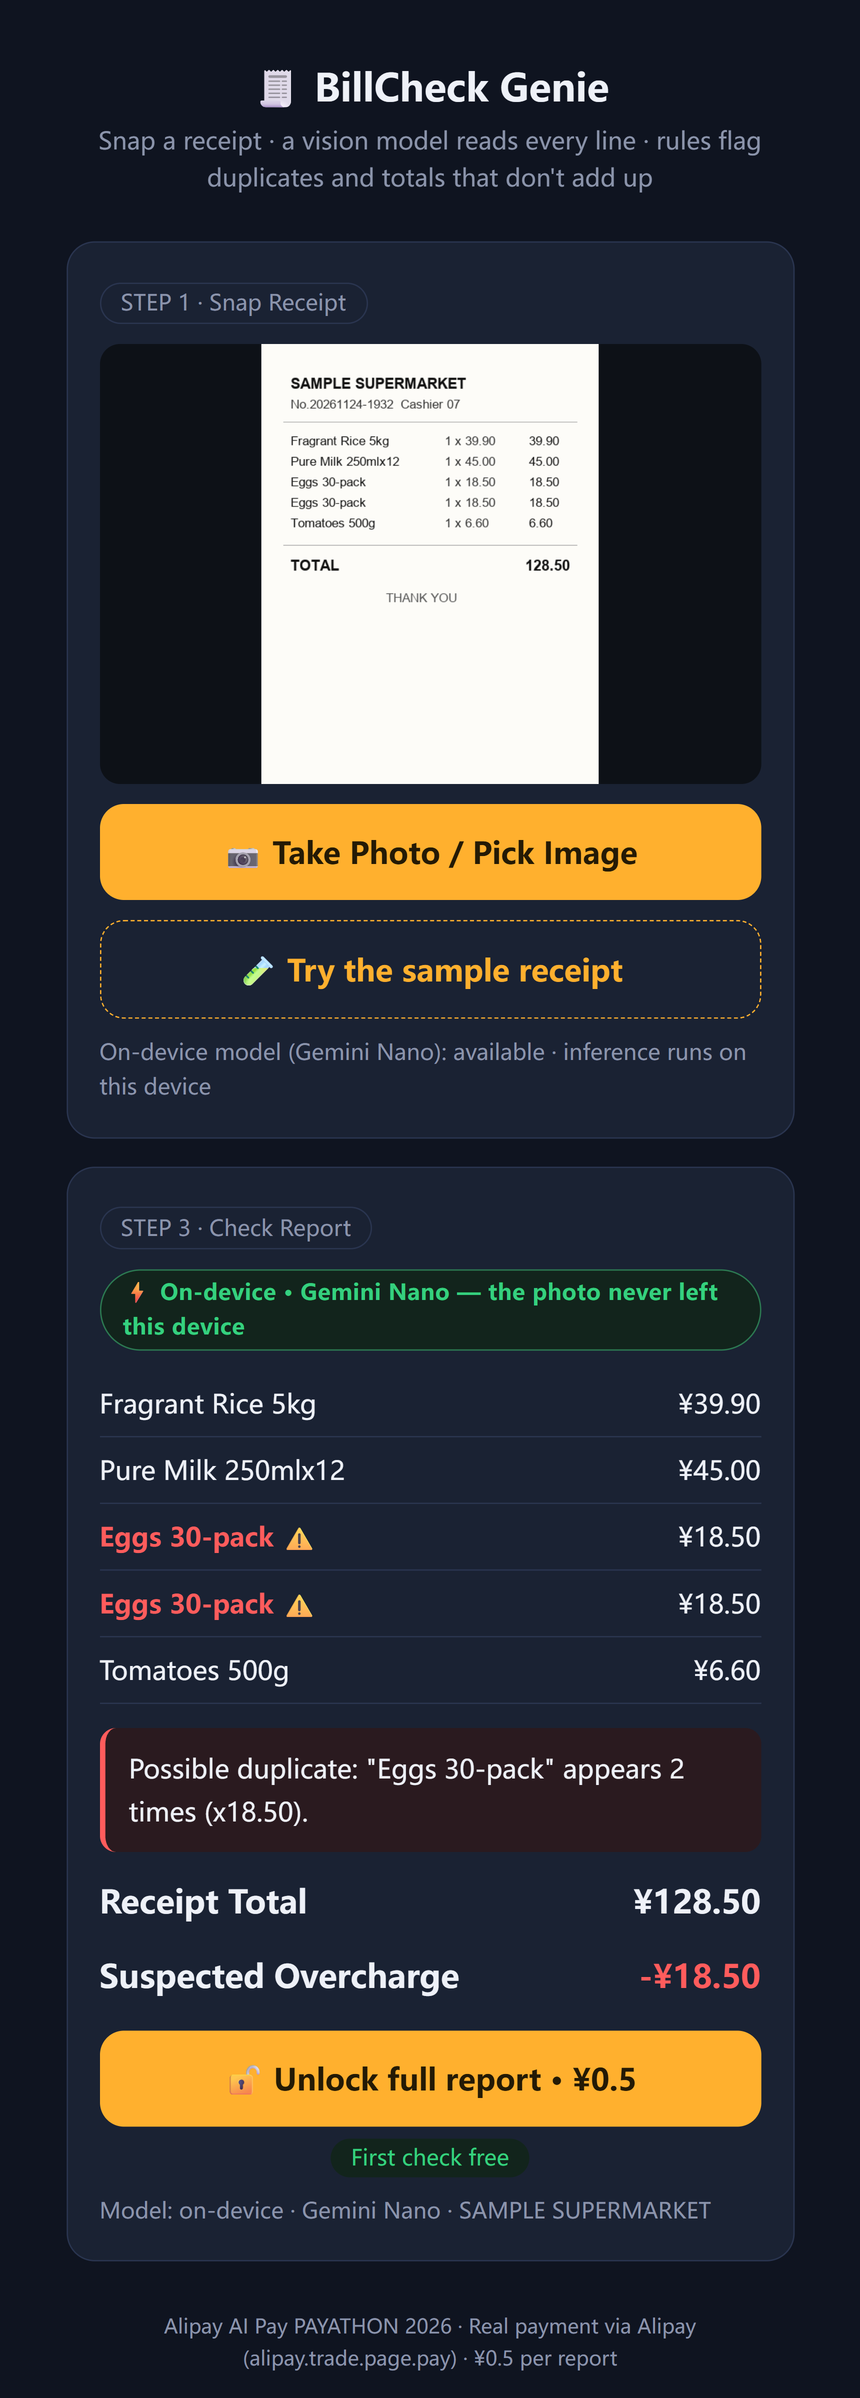 BillCheck Genie
Snap a receipt · a vision model reads every line · rules flag
duplicates and totals that don't add up
STEP 1 · Snap Receipt
SAMPLE SUPERMARKET
No.20261124-1932 Cashier 07
Fragrant Rice 5kg 1 x 39.90 39.90
Pure Milk 250mlx12 1 x 45.00 45.00
Eggs 30-pack 1 x 18.50 18.50
Eggs 30-pack 1 x 18.50 18.50
Tomatoes 500g 1 x 6.60 6.60
TOTAL 128.50
THANK YOU
Take Photo / Pick Image
Try the sample receipt
On-device model (Gemini Nano): available · inference runs on
this device
STEP 3 · Check Report
On-device • Gemini Nano — the photo never left
this device
Fragrant Rice 5kg ¥39.90
Pure Milk 250mlx12 ¥45.00
Eggs 30-pack ¥18.50
Eggs 30-pack ¥18.50
Tomatoes 500g ¥6.60
Possible duplicate: "Eggs 30-pack" appears 2
times (x18.50).
Receipt Total ¥128.50
Suspected Overcharge -¥18.50
Unlock full report • ¥0.5
First check free
Model: on-device · Gemini Nano · SAMPLE SUPERMARKET
Alipay AI Pay PAYATHON 2026 · Real payment via Alipay
(alipay.trade.page.pay) · ¥0.5 per report